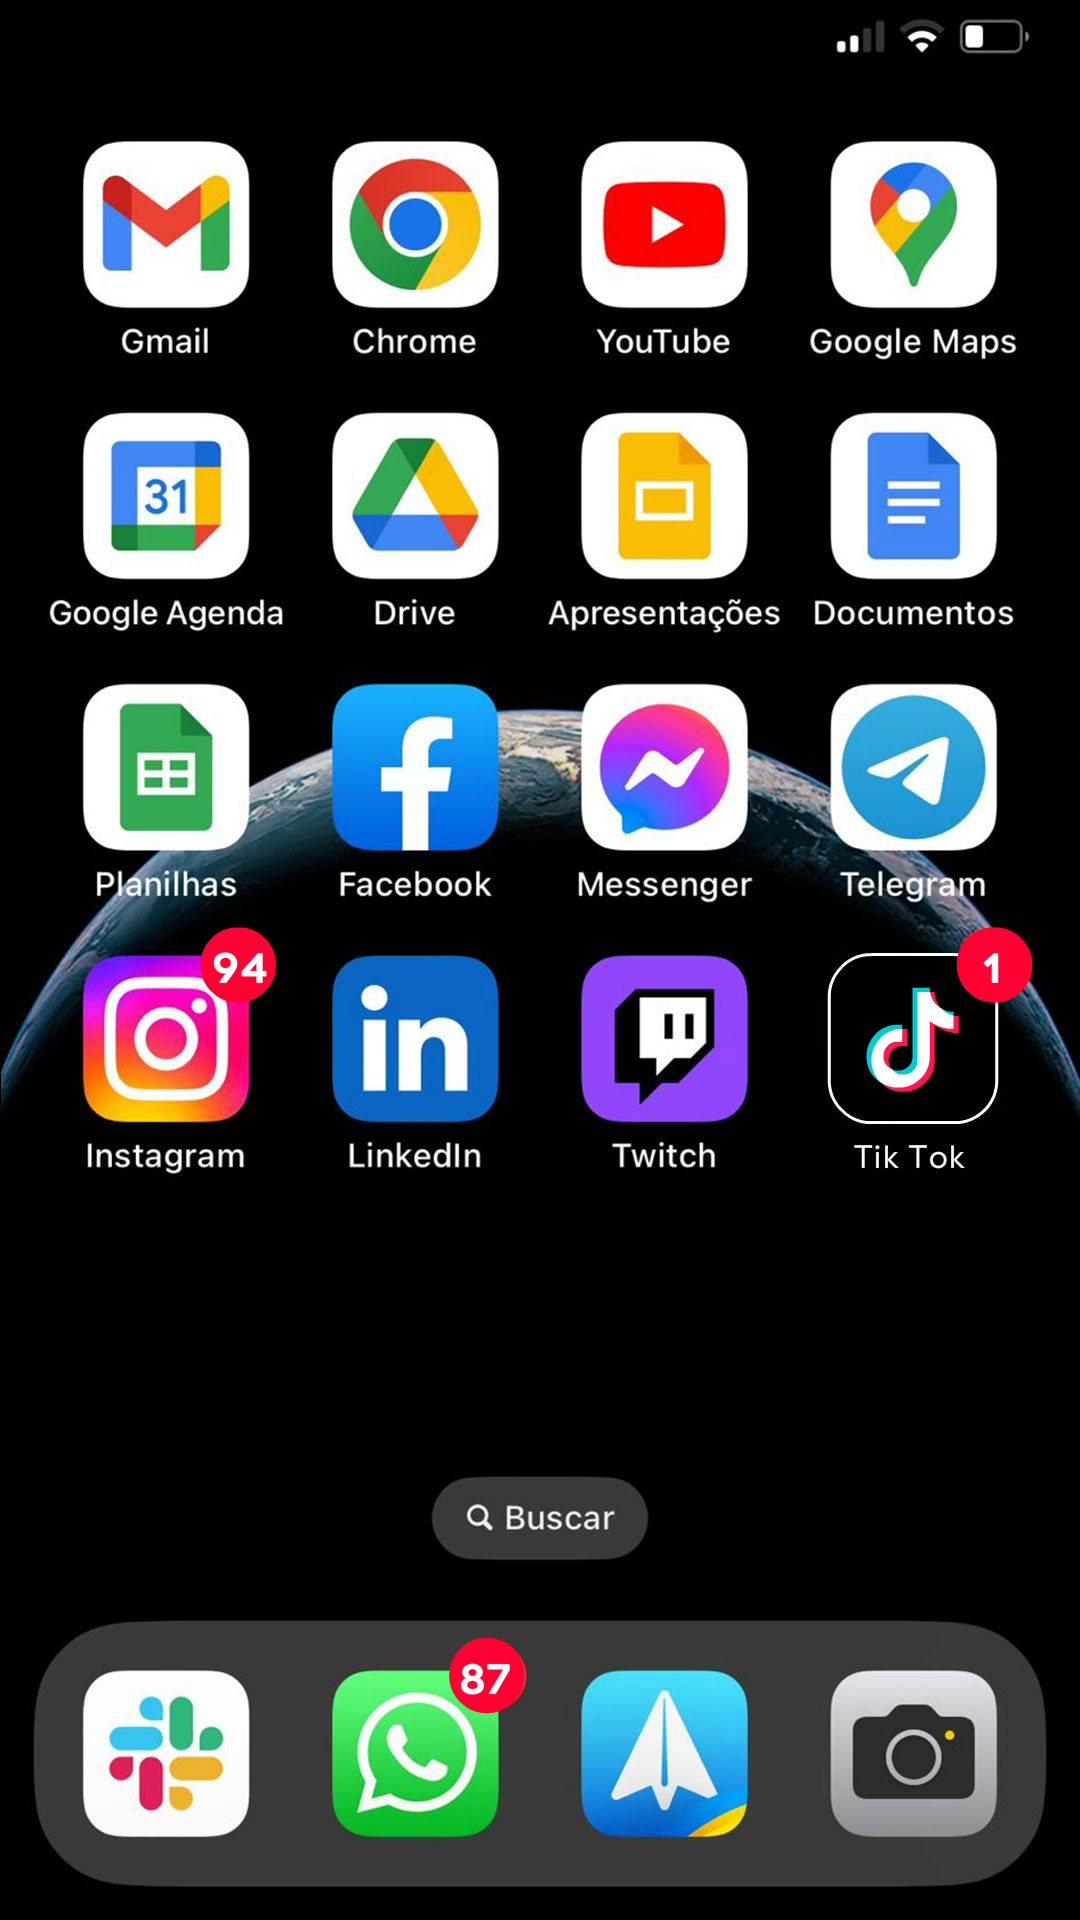 Gmail
Chrome
YouTube
Google Maps
31
Google Agenda
Drive
Apresentações
Documentos
Planilhas
Facebook
Messenger
Telegram
94
in
1
Instagram
LinkedIn
Twitch
Tik Tok
Buscar
87